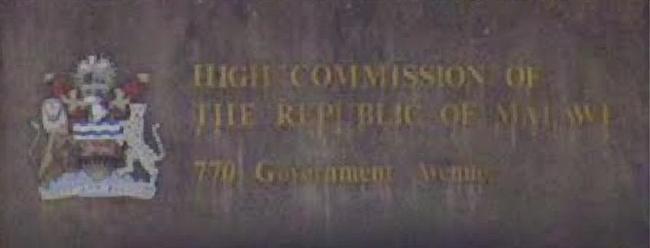 HIGH COMMISSION OF
THE REPUBLIC OF MALAWI
770 Government Avenue